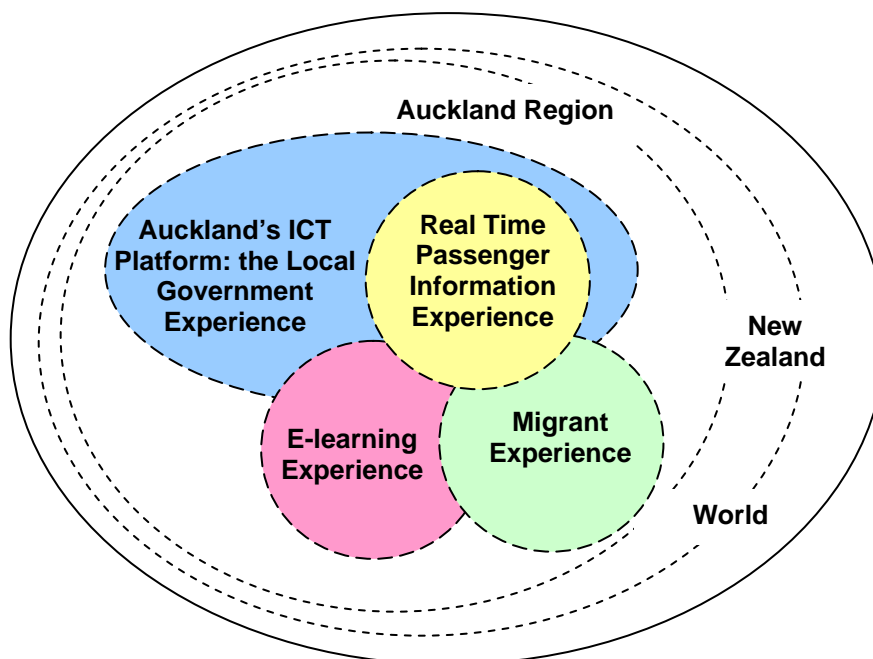 Auckland Region
Auckland’s ICT
Platform: the Local
Government
Experience
Real Time
Passenger
Information
Experience
New
Zealand
E-learning
Experience
Migrant
Experience
World